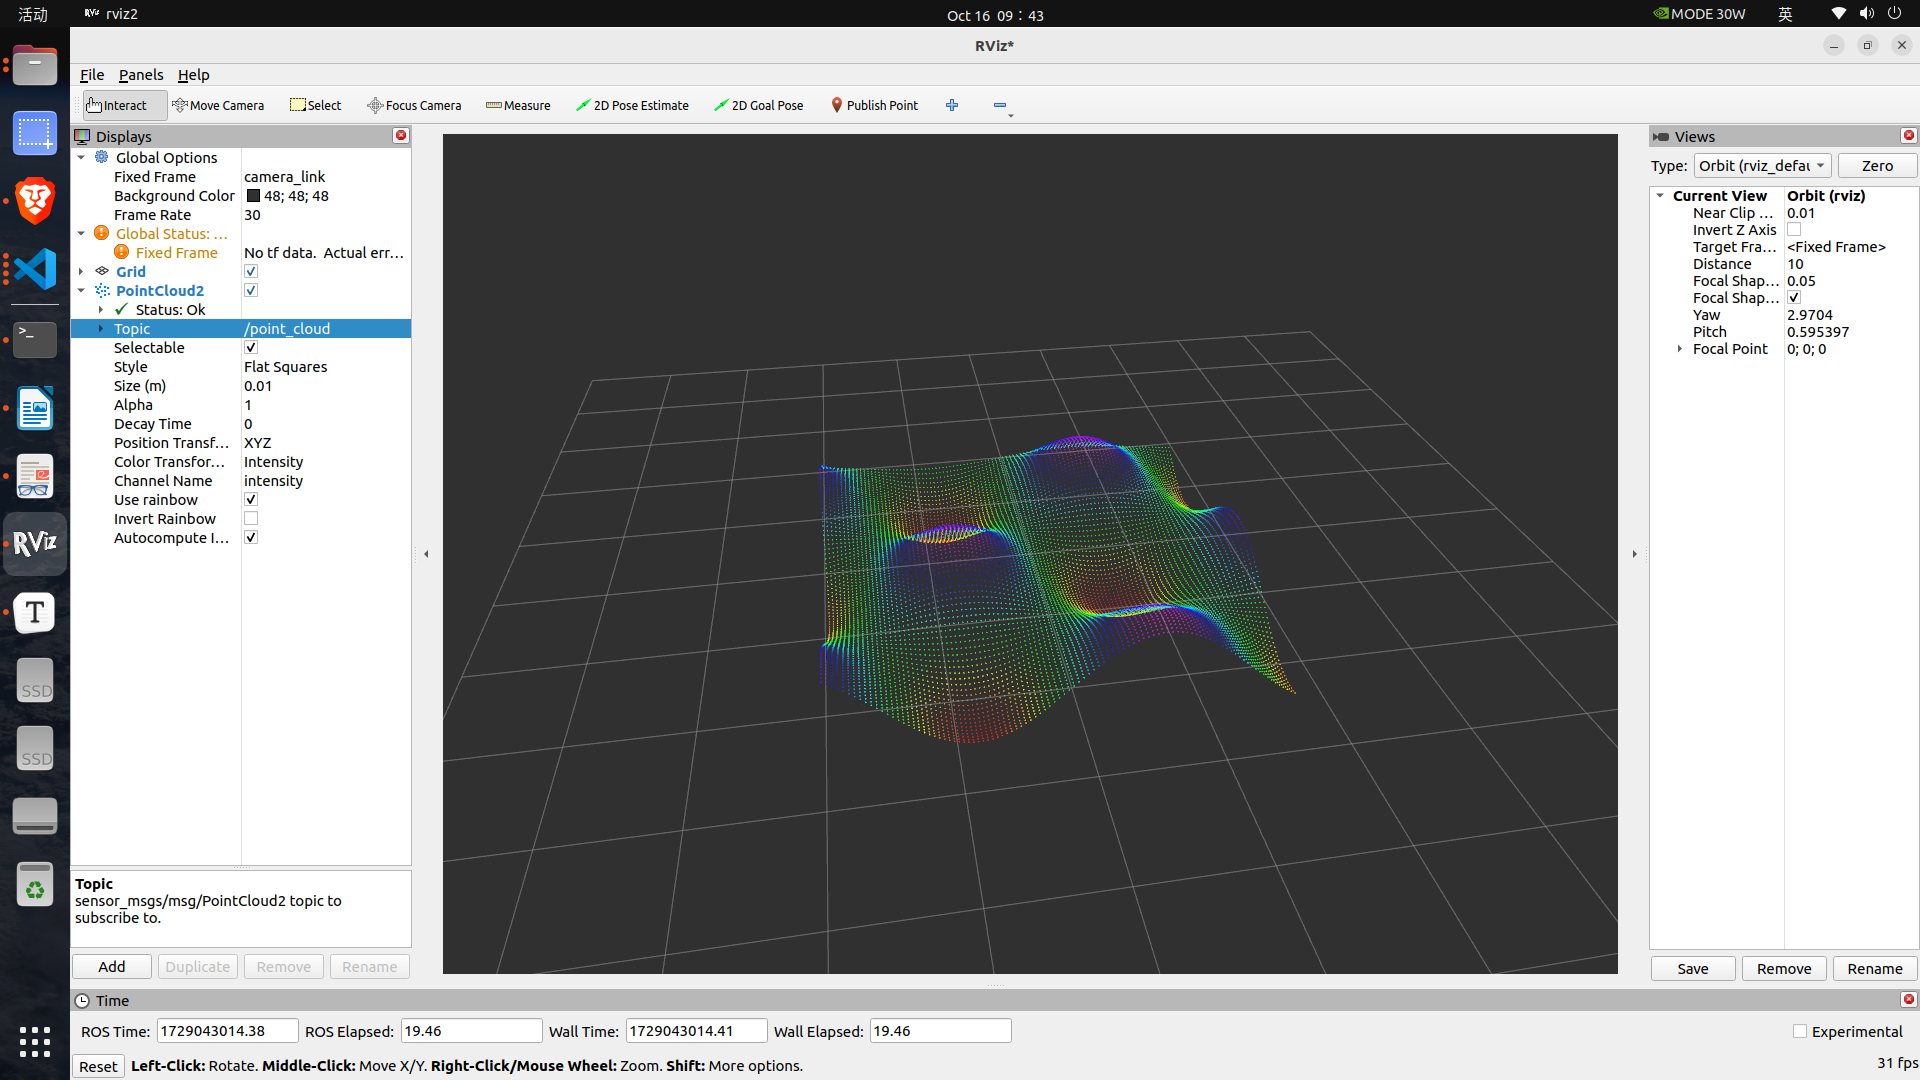 活动
RViz rviz2
Oct 16 09：43
MODE 30W
英
RViz*
File Panels Help
Interact Move Camera Select Focus Camera Measure 2D Pose Estimate 2D Goal Pose Publish Point
Displays
Global Options
Fixed Frame camera_link
Background Color 48; 48; 48
Frame Rate 30
Global Status: ...
Fixed Frame No tf data. Actual err...
Grid
PointCloud2
Status: Ok
Topic /point_cloud
Selectable
Style Flat Squares
Size (m) 0.01
Alpha 1
Decay Time 0
Position Transf... XYZ
Color Transfor... Intensity
Channel Name intensity
Use rainbow
Invert Rainbow
Autocompute I...
Topic
sensor_msgs/msg/PointCloud2 topic to
subscribe to.
Add Duplicate Remove Rename
Views
Type: Orbit (rviz_defau Zero
Current View Orbit (rviz)
Near Clip ... 0.01
Invert Z Axis
Target Fra... <Fixed Frame>
Distance 10
Focal Shap... 0.05
Focal Shap...
Yaw 2.9704
Pitch 0.595397
Focal Point 0; 0; 0
Save Remove Rename
RViz
T
SSD
SSD
Time
ROS Time: 1729043014.38 ROS Elapsed: 19.46 Wall Time: 1729043014.41 Wall Elapsed: 19.46 Experimental
Reset Left-Click: Rotate. Middle-Click: Move X/Y. Right-Click/Mouse Wheel: Zoom. Shift: More options. 31 fps